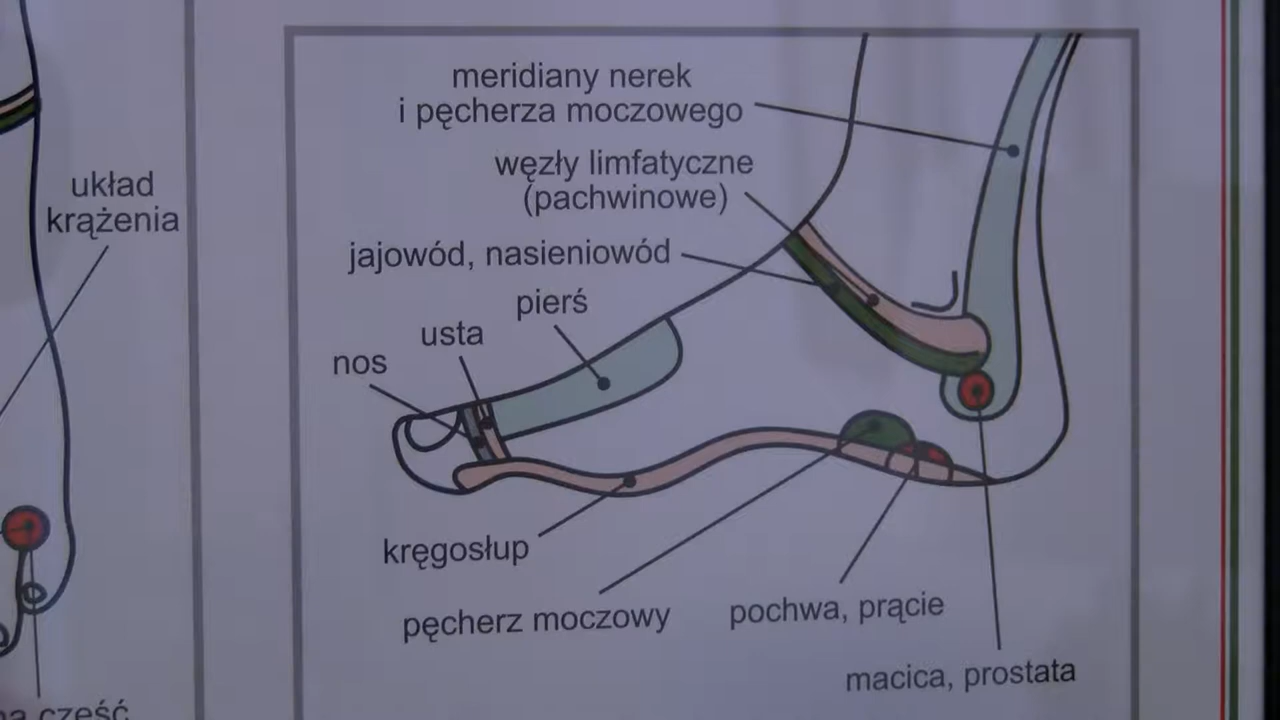 układ
krążenia
meridiany nerek
i pęcherza moczowego
węzły limfatyczne
(pachwinowe)
jajowód, nasieniowód
pierś
usta
nos
kręgosłup
pęcherz moczowy
pochwa, prącie
macica, prostata
część